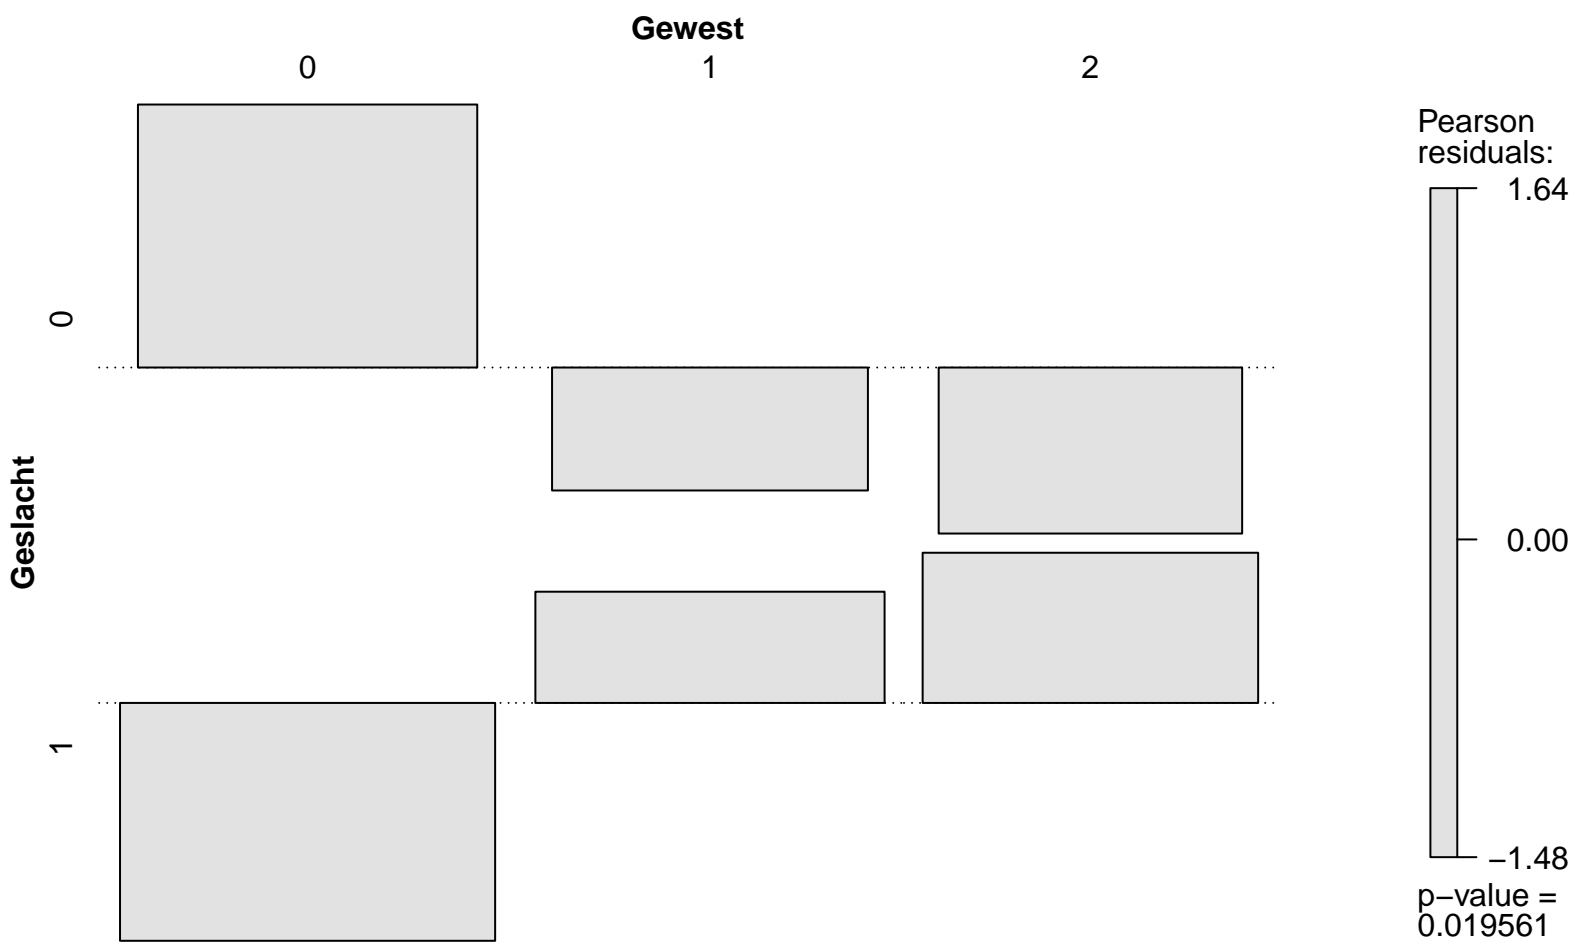 Gewest
0 1 2
Geslacht
0
1
Pearson
residuals:
1.64
0.00
−1.48
p−value =
0.019561